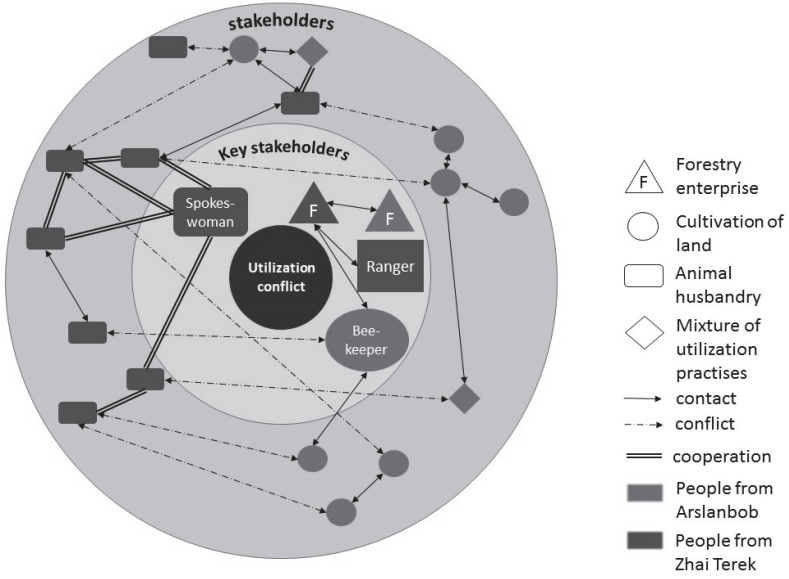 stakeholders
Key stakeholders
Spokes-
woman
F
F
Ranger
Utilization
conflict
Bee-
keeper
F
Forestry
enterprise
Cultivation of
land
Animal
husbandry
Mixture of
utilization
practises
contact
conflict
cooperation
People from
Arslanbob
People from
Zhai Terek